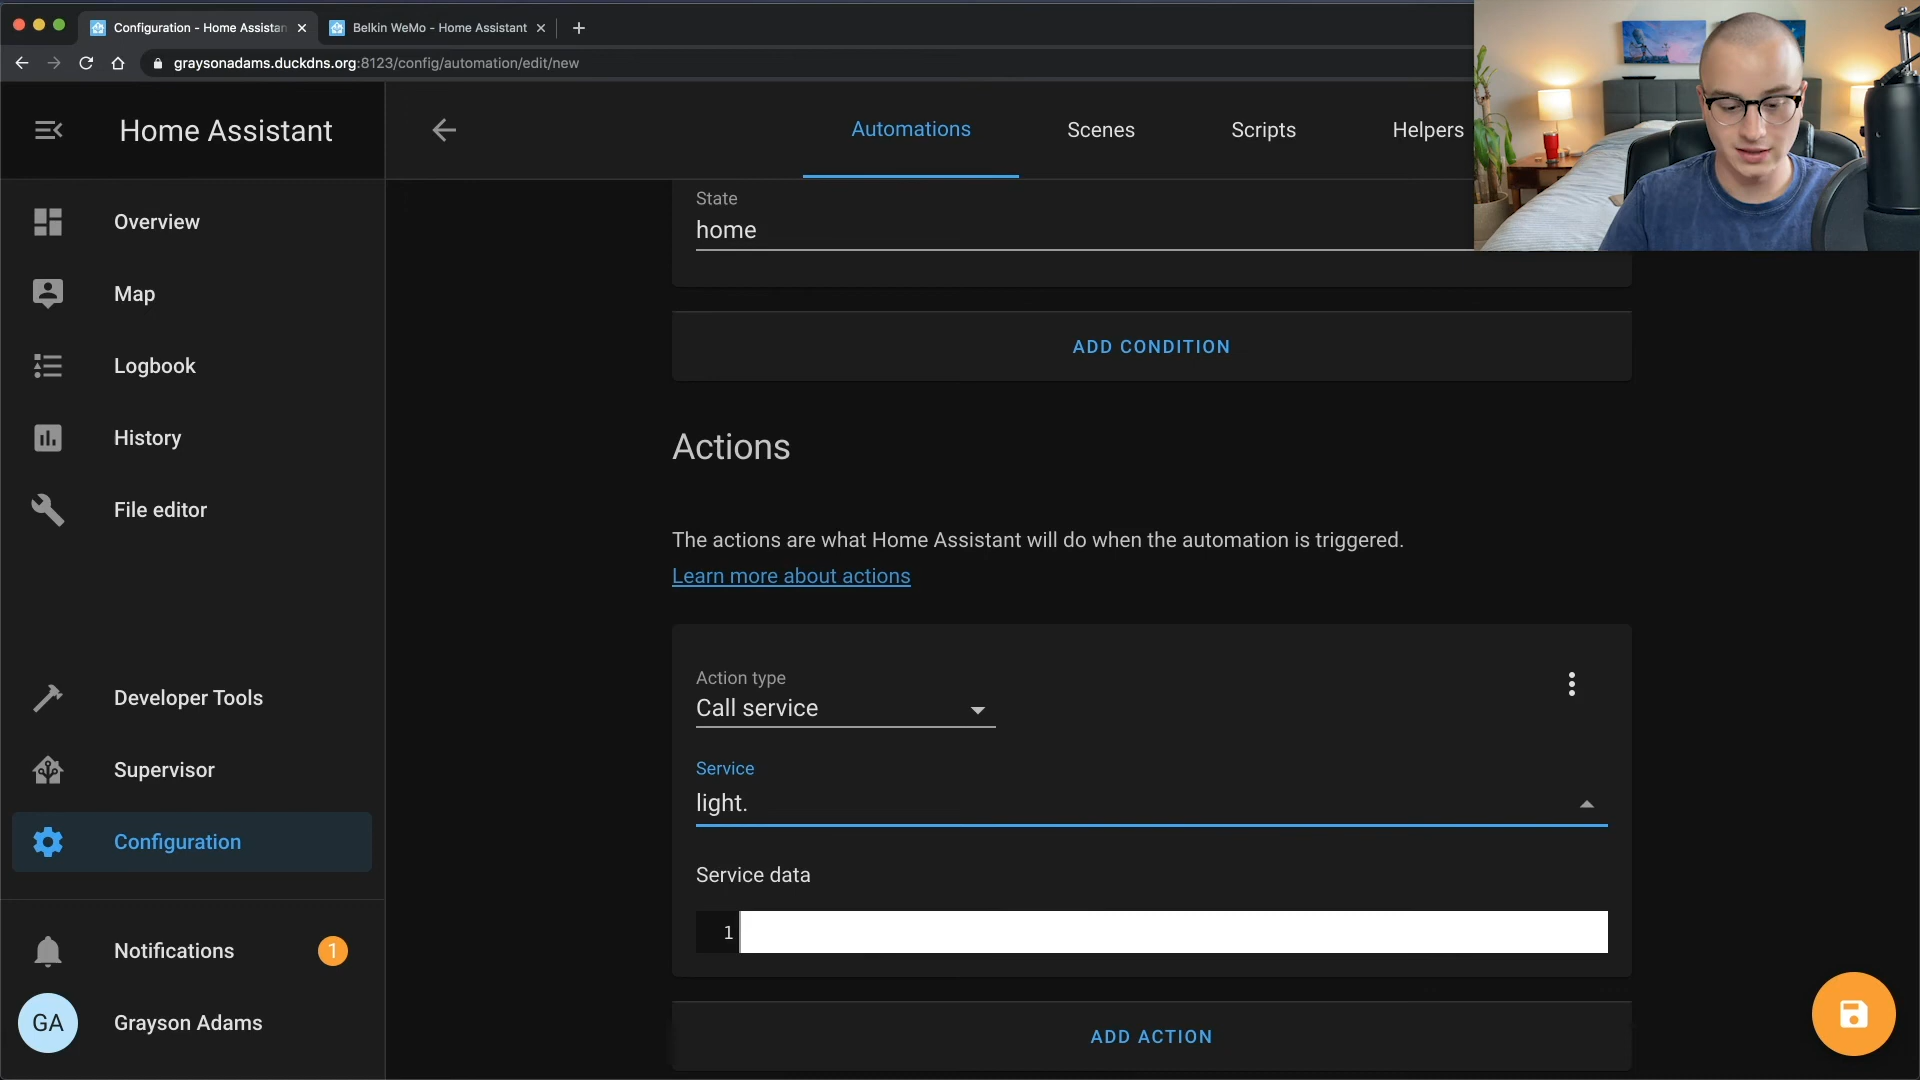 Configuration - Home Assistan
Belkin WeMo - Home Assistant
graysonadams.duckdns.org:8123/config/automation/edit/new
Home Assistant
Automations
Scenes
Scripts
Helpers
Overview
Map
Logbook
History
File editor
Developer Tools
Supervisor
Configuration
Notifications
1
GA
Grayson Adams
State
home
ADD CONDITION
Actions
The actions are what Home Assistant will do when the automation is triggered.
Learn more about actions
Action type
Call service
Service
light.
Service data
1
ADD ACTION